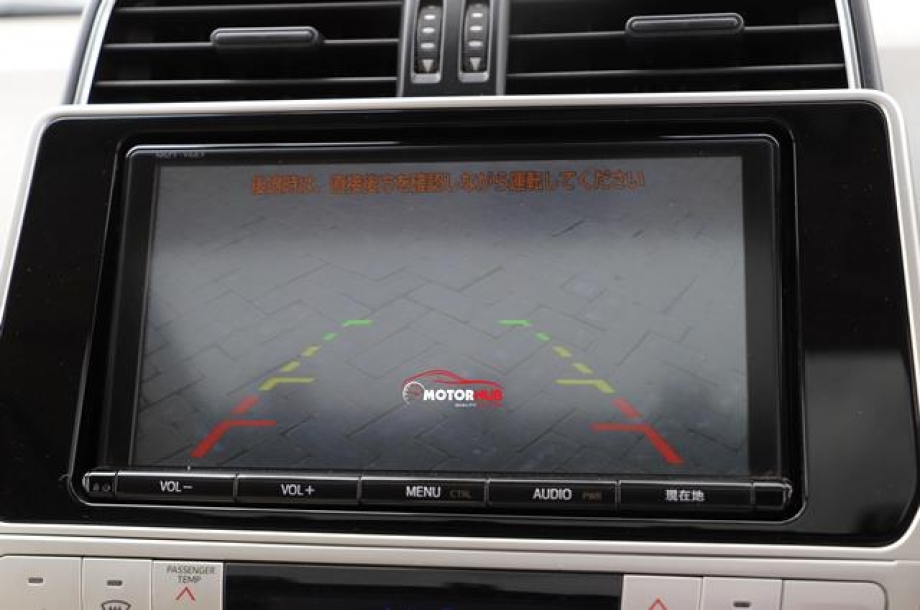 後退時は、直接後方を確認しながら運転してください
MOTORHUB
VOL−
VOL+
MENU CTRL
AUDIO PWR
現在地
PASSENGER
TEMP